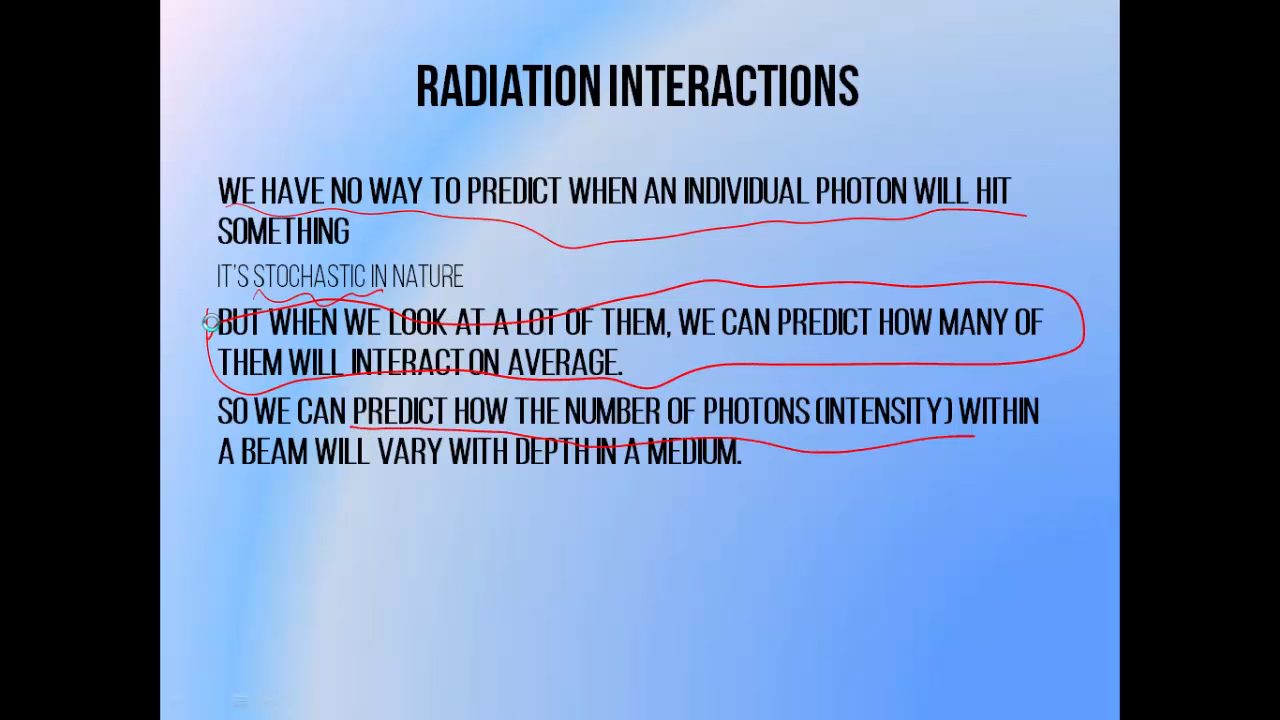 RADIATION INTERACTIONS
WE HAVE NO WAY TO PREDICT WHEN AN INDIVIDUAL PHOTON WILL HIT
SOMETHING
IT'S STOCHASTIC IN NATURE
BUT WHEN WE LOOK AT A LOT OF THEM, WE CAN PREDICT HOW MANY OF
THEM WILL INTERACT ON AVERAGE.
SO WE CAN PREDICT HOW THE NUMBER OF PHOTONS (INTENSITY) WITHIN
A BEAM WILL VARY WITH DEPTH IN A MEDIUM.